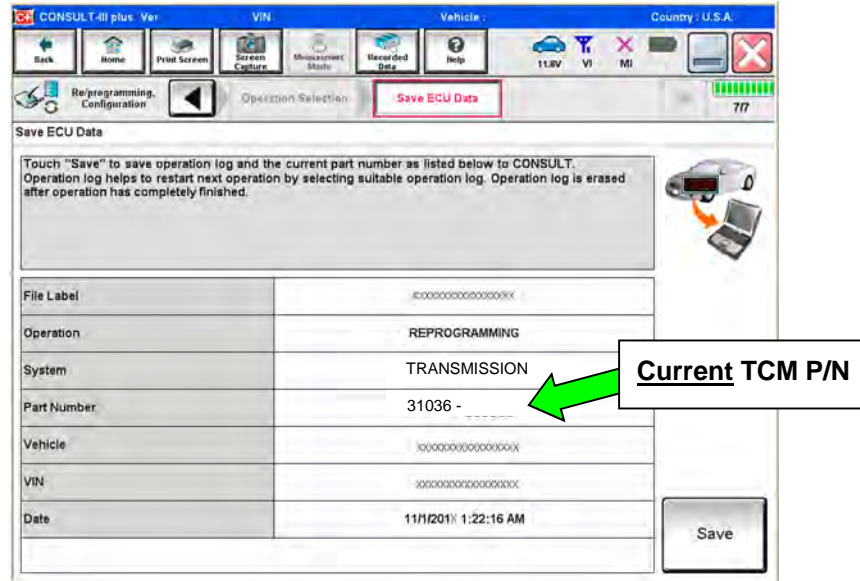 CONSULT-III plus Ver VIN Vehicle : Country : U.S.A.
Back Home Print Screen Screen Capture Measurement Mode Recorded Data Help 11.8V VI MI
Re/programming, Configuration Operation Selection Save ECU Data 7/7
Save ECU Data
Touch "Save" to save operation log and the current part number as listed below to CONSULT.
Operation log helps to restart next operation by selecting suitable operation log. Operation log is erased
after operation has completely finished.
File Label
Operation REPROGRAMMING
System TRANSMISSION
Current TCM P/N
Part Number 31036 -
Vehicle
VIN
Date 11/1/201X 1:22:16 AM
Save